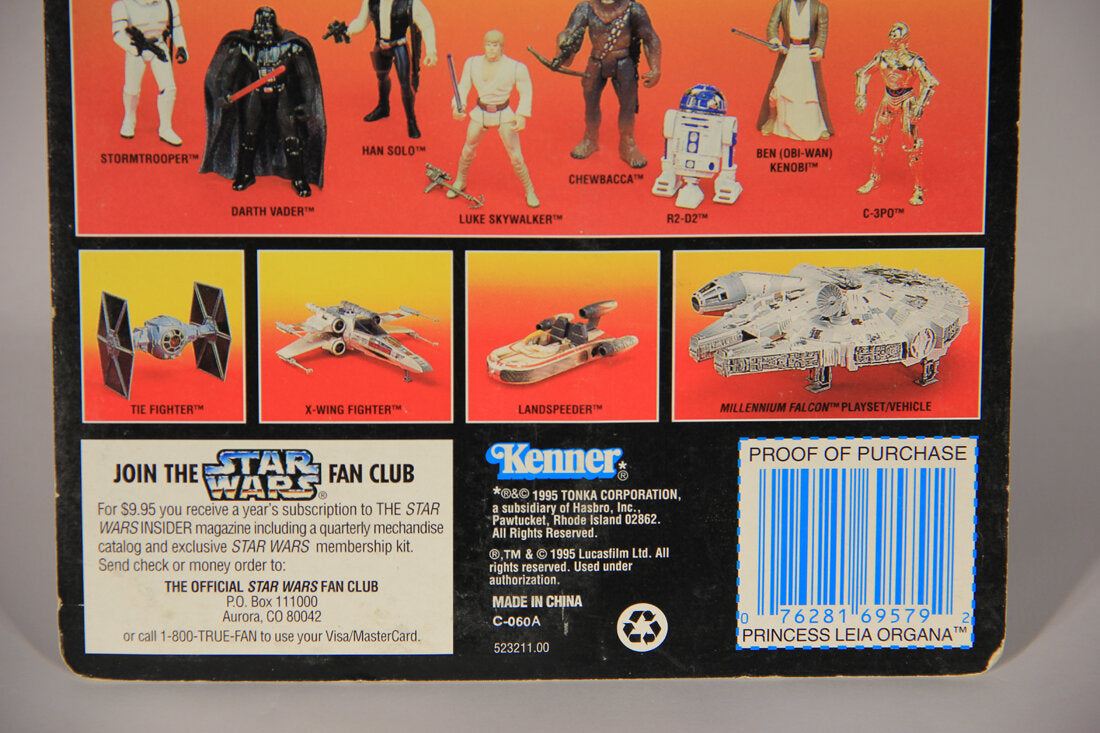 STORMTROOPER™
DARTH VADER™
HAN SOLO™
LUKE SKYWALKER™
CHEWBACCA™
R2-D2™
BEN (OBI-WAN)
KENOBI™
C-3PO™
TIE FIGHTER™
X-WING FIGHTER™
LANDSPEEDER™
MILLENNIUM FALCON™ PLAYSET/VEHICLE
JOIN THE STAR WARS® FAN CLUB
For $9.95 you receive a year's subscription to THE STAR
WARS INSIDER magazine including a quarterly mechandise
catalog and exclusive STAR WARS membership kit.
Send check or money order to:
THE OFFICIAL STAR WARS FAN CLUB
P.O. Box 111000
Aurora, CO 80042
or call 1-800-TRUE-FAN to use your Visa/MasterCard.
Kenner*®
*®&© 1995 TONKA CORPORATION,
a subsidiary of Hasbro, Inc.,
Pawtucket, Rhode Island 02862.
All Rights Reserved.
®,TM & © 1995 Lucasfilm Ltd. All
rights reserved. Used under
authorization.
MADE IN CHINA
C-060A
523211.00
PROOF OF PURCHASE
0 76281 69579 2
PRINCESS LEIA ORGANA™